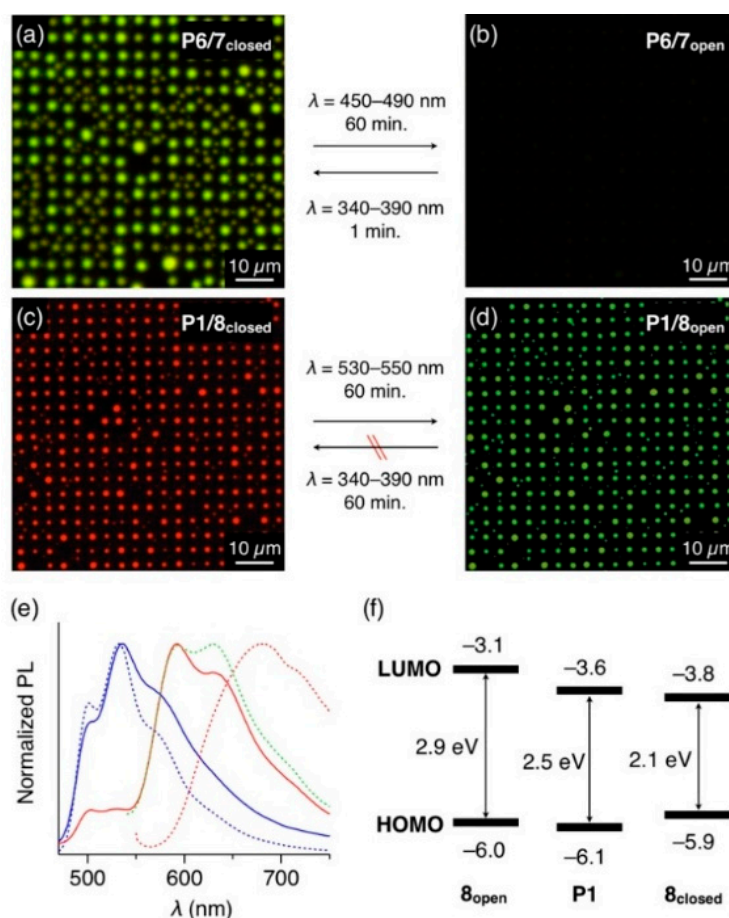 (a)
P6/7closed
10 µm
λ = 450–490 nm
60 min.
λ = 340–390 nm
1 min.
(b)
P6/7open
10 µm
(c)
P1/8closed
10 µm
λ = 530–550 nm
60 min.
λ = 340–390 nm
60 min.
(d)
P1/8open
10 µm
(e)
Normalized PL
500
600
700
λ (nm)
(f)
LUMO
HOMO
–3.1
2.9 eV
–6.0
8open
–3.6
2.5 eV
–6.1
P1
–3.8
2.1 eV
–5.9
8closed